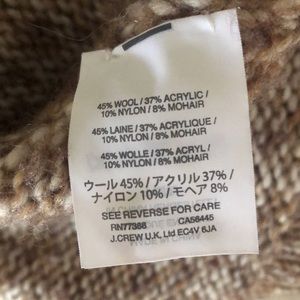 45% WOOL / 37% ACRYLIC /
10% NYLON / 8% MOHAIR
45% LAINE / 37% ACRYLIQUE /
10% NYLON / 8% MOHAIR
45% WOLLE / 37% ACRYL /
10% NYLON / 8% MOHAIR
ウール 45% / アクリル 37% /
ナイロン 10% / モヘア 8%
SEE REVERSE FOR CARE
RN77388 CA58445
J.CREW U.K. Ltd EC4V 6JA